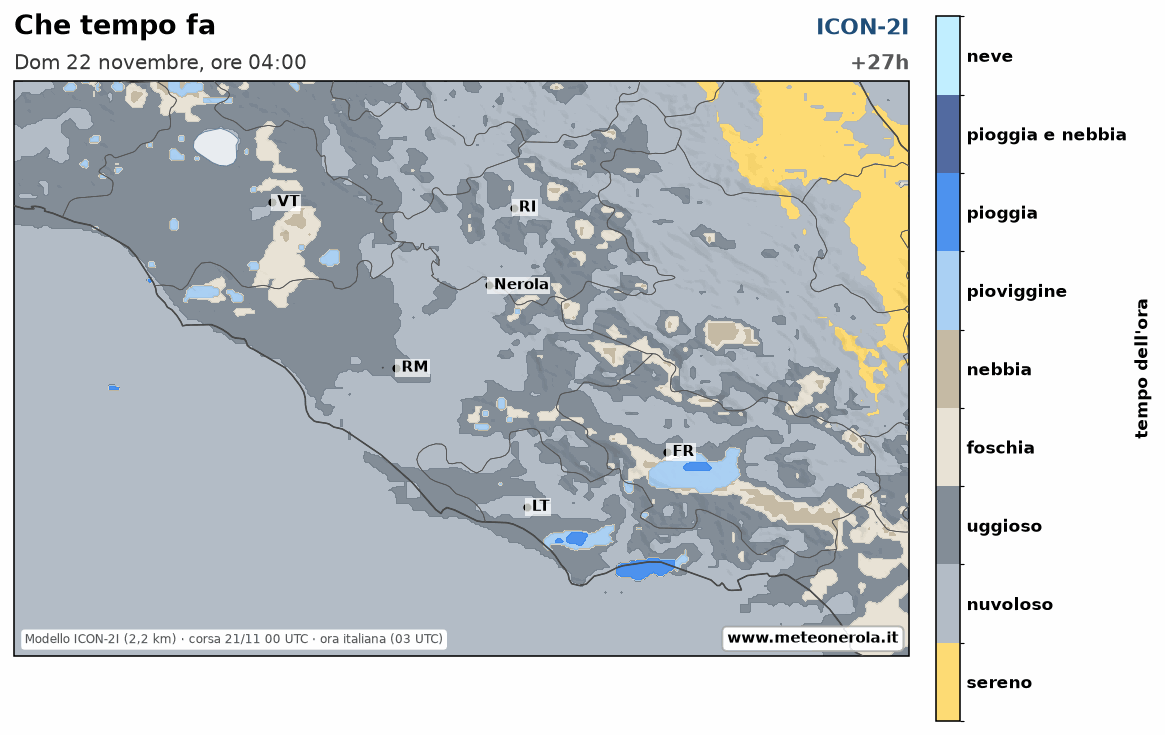 Che tempo fa
ICON-2I
Dom 22 novembre, ore 04:00
+27h
VT
RI
Nerola
RM
FR
LT
Modello ICON-2I (2,2 km) · corsa 21/11 00 UTC · ora italiana (03 UTC)
www.meteonerola.it
neve
pioggia e nebbia
pioggia
pioviggine
nebbia
foschia
uggioso
nuvoloso
sereno
tempo dell'ora